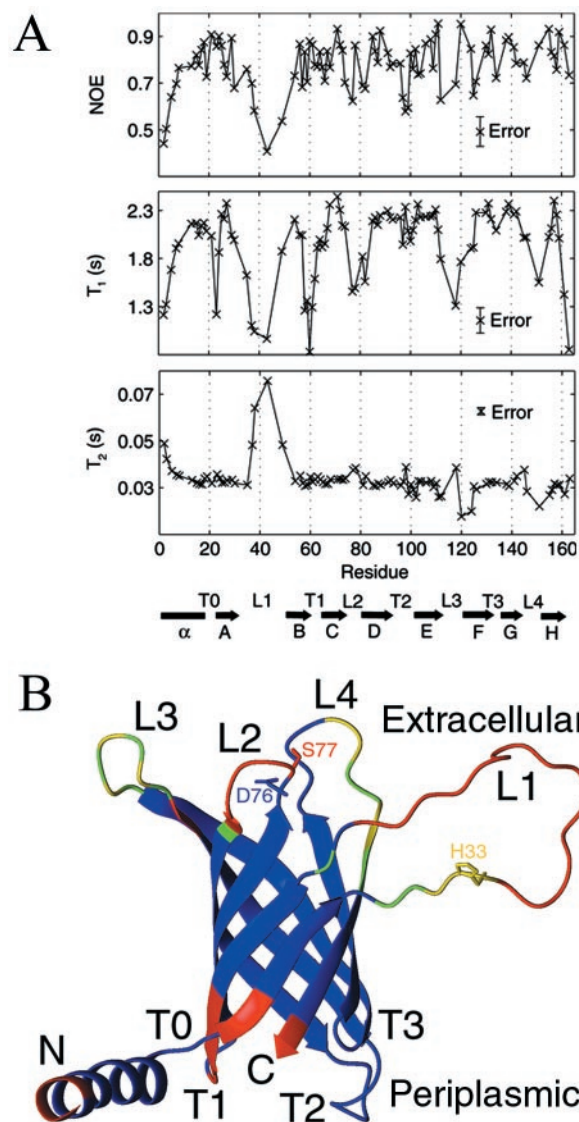 A
NOE
0.9
0.7
0.5
Error
T₁ (s)
2.3
1.8
1.3
Error
T₂ (s)
0.07
0.05
0.03
Error
0 20 40 60 80 100 120 140 160
Residue
T0 L1 T1 L2 T2 L3 T3 L4
α A B C D E F G H
B
L3
L2
L4
Extracellular
S77
D76
L1
H33
N
T0
T1
C
T2
T3
Periplasmic